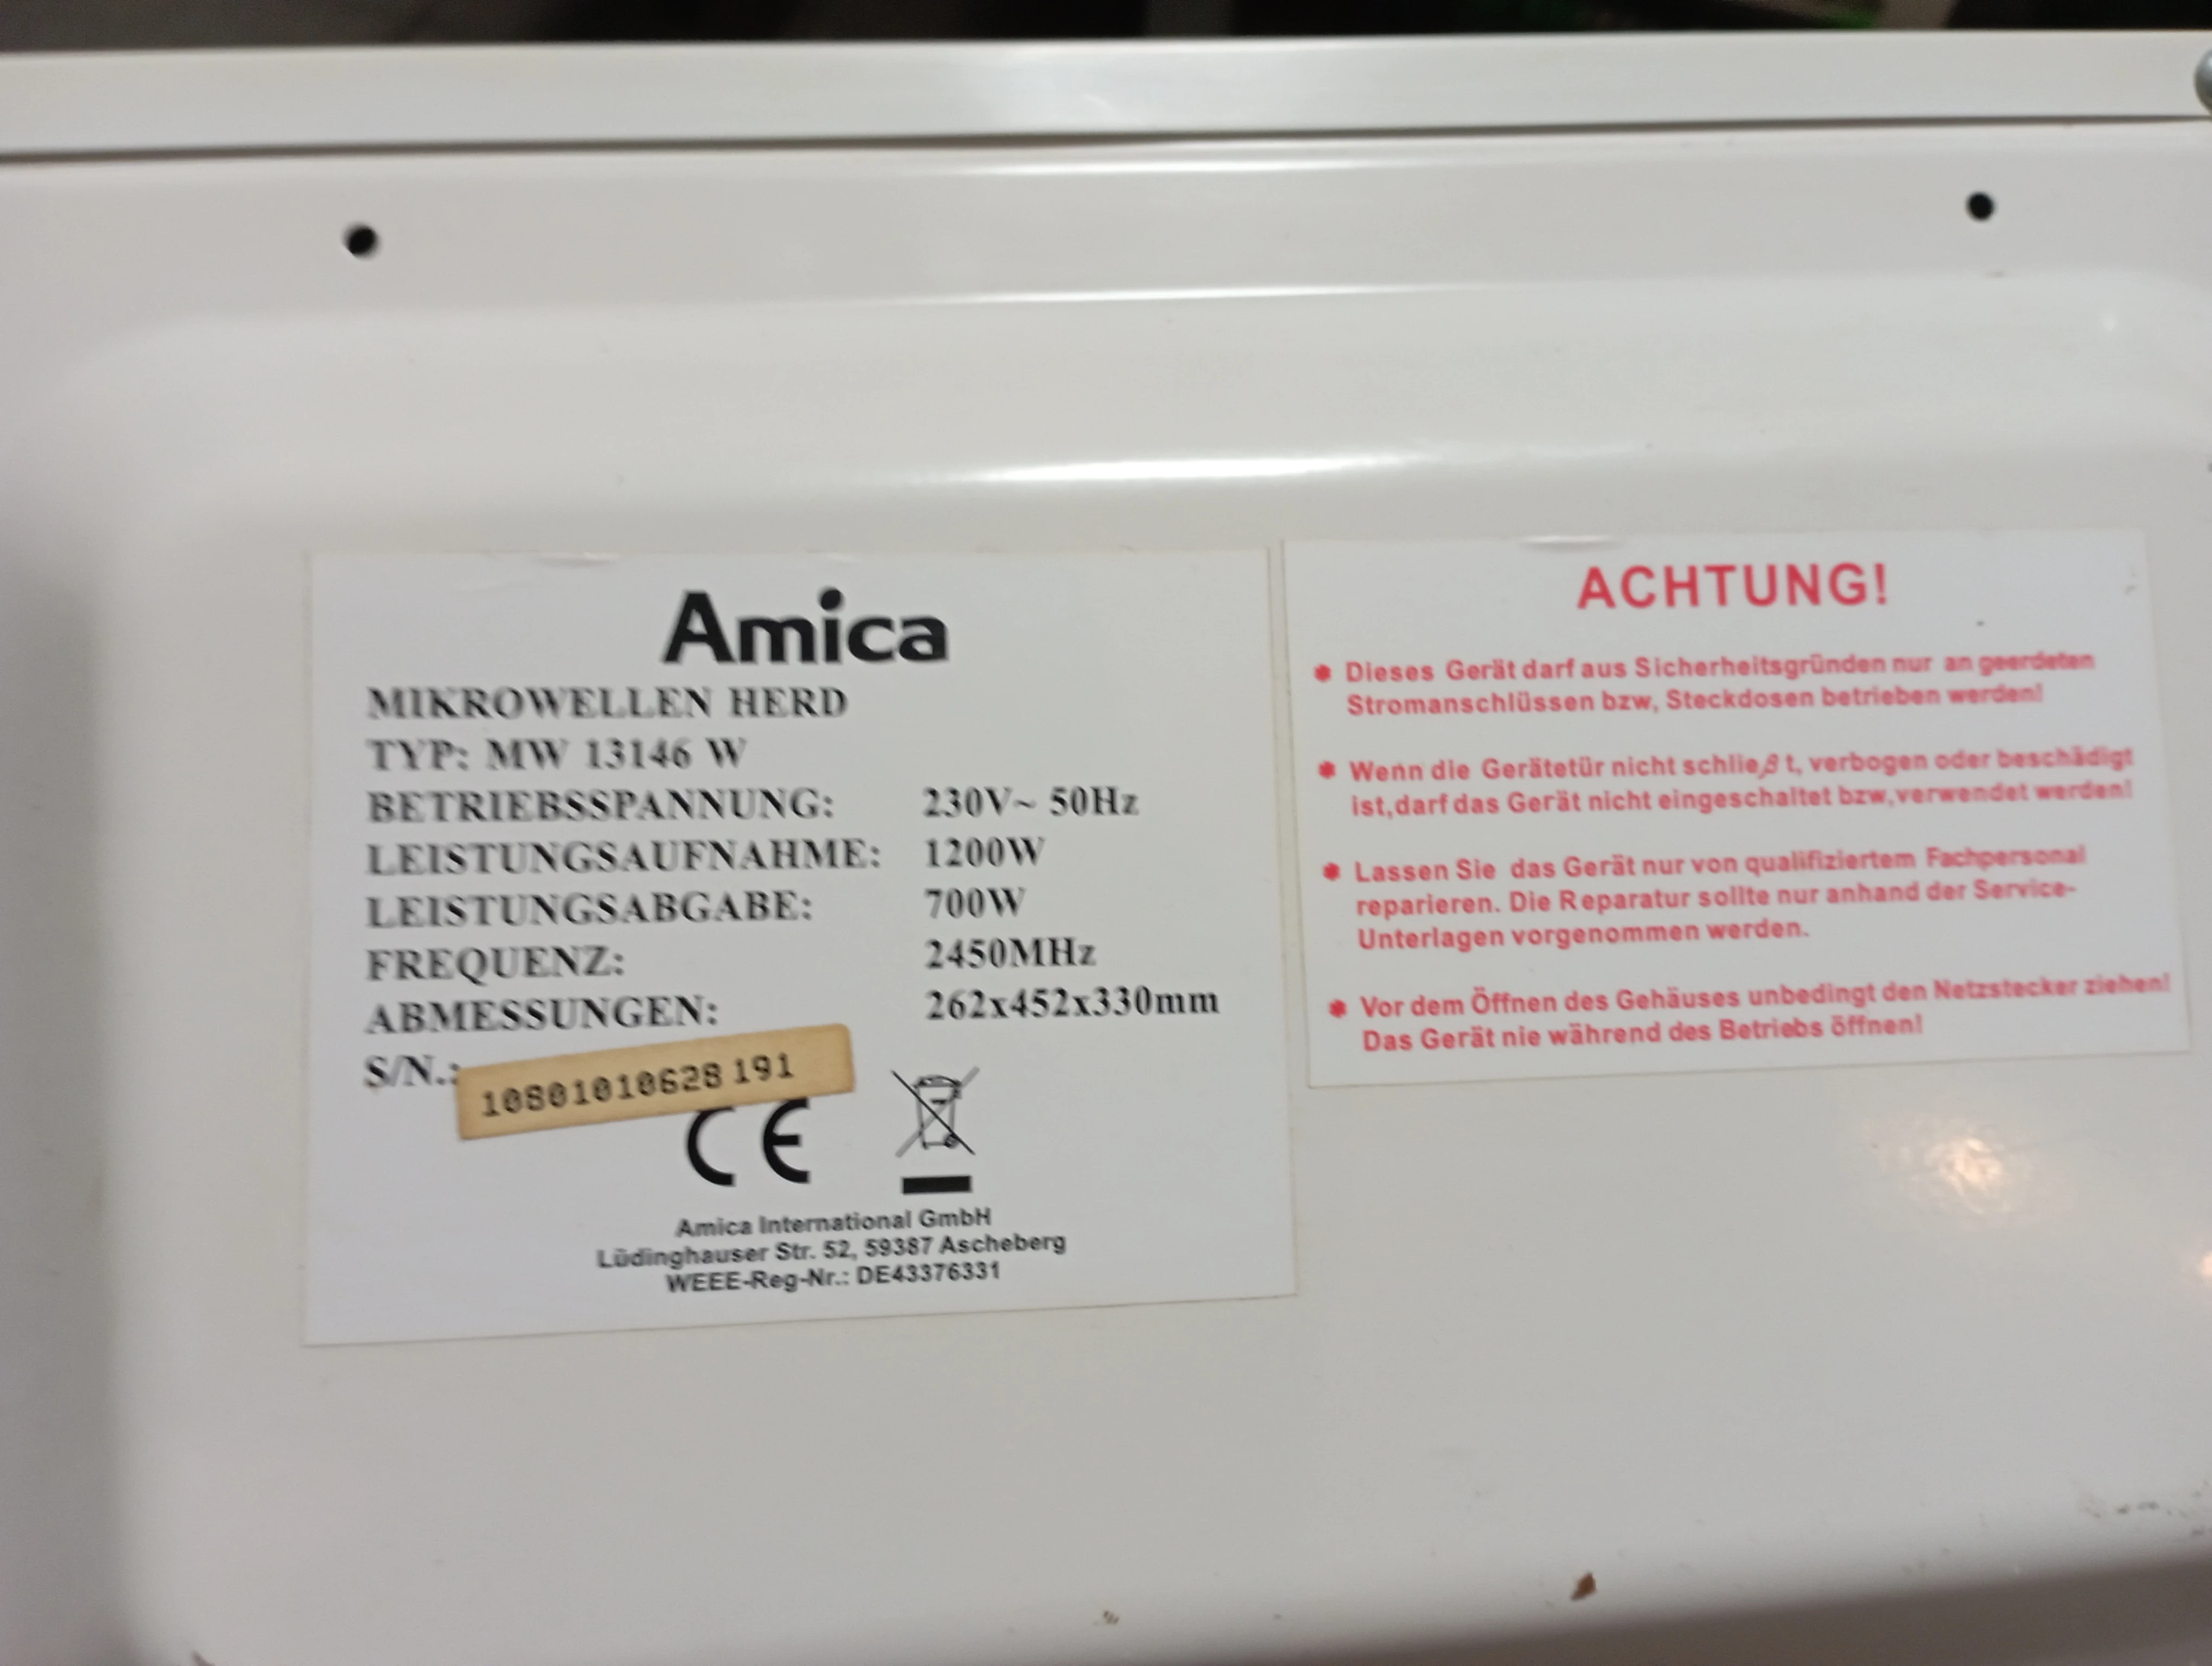 Amica
MIKROWELLEN HERD
TYP: MW 13146 W
BETRIEBSSPANNUNG: 230V~ 50Hz
LEISTUNGSAUFNAHME: 1200W
LEISTUNGSABGABE: 700W
FREQUENZ: 2450MHz
ABMESSUNGEN: 262x452x330mm
S/N.: 10801010628191
CE
Amica International GmbH
Lüdinghauser Str. 52, 59387 Ascheberg
WEEE-Reg-Nr.: DE43376331
ACHTUNG!
* Dieses Gerät darf aus Sicherheitsgründen nur an geerdeten
Stromanschlüssen bzw, Steckdosen betrieben werden!
* Wenn die Gerätetür nicht schließt, verbogen oder beschädigt
ist,darf das Gerät nicht eingeschaltet bzw,verwendet werden!
* Lassen Sie das Gerät nur von qualifiziertem Fachpersonal
reparieren. Die Reparatur sollte nur anhand der Service-
Unterlagen vorgenommen werden.
* Vor dem Öffnen des Gehäuses unbedingt den Netzstecker ziehen!
Das Gerät nie während des Betriebs öffnen!